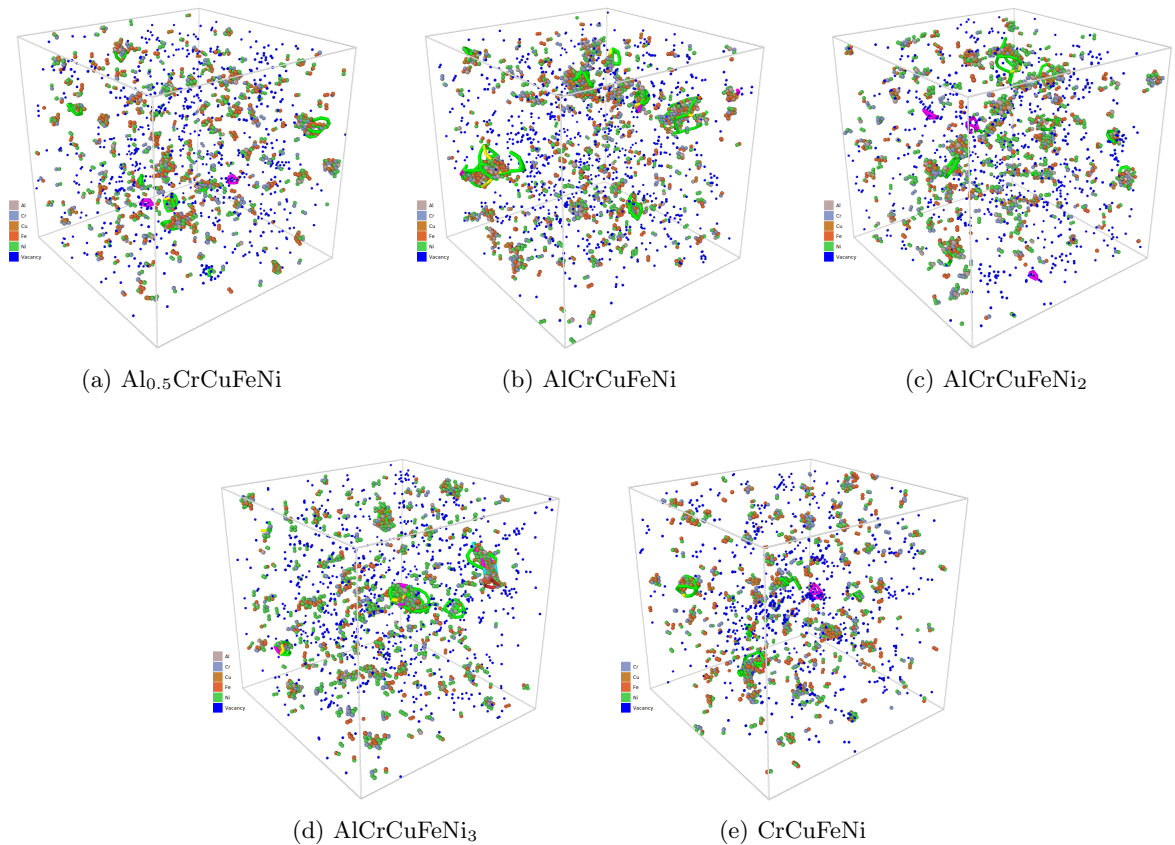 Al
Cr
Cu
Fe
Ni
Vacancy
(a) Al₀.₅CrCuFeNi
Al
Cr
Cu
Fe
Ni
Vacancy
(b) AlCrCuFeNi
Al
Cr
Cu
Fe
Ni
Vacancy
(c) AlCrCuFeNi₂
Al
Cr
Cu
Fe
Ni
Vacancy
(d) AlCrCuFeNi₃
Cr
Cu
Fe
Ni
Vacancy
(e) CrCuFeNi